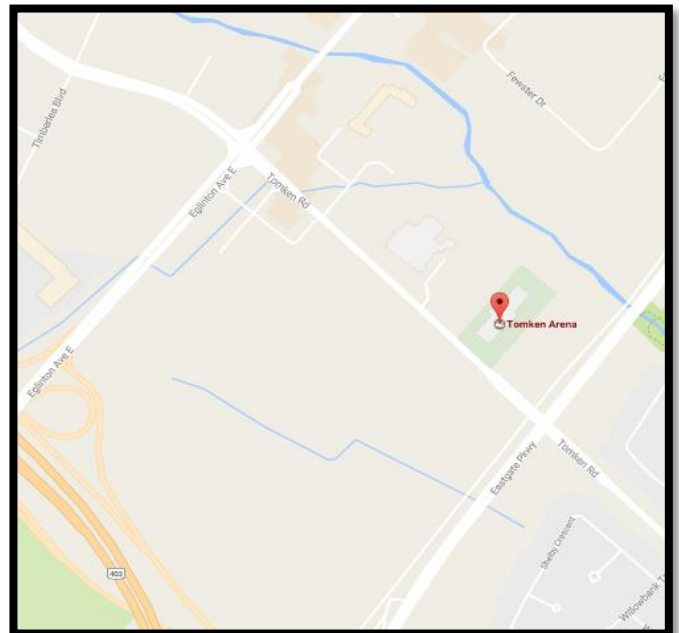 Fewster Dr
Timberlea Blvd
Eglinton Ave E
Tomken Rd
Tomken Arena
Eglinton Ave E
Eastgate Pkwy
Tomken Rd
403
Shelby Crescent
Willowbank